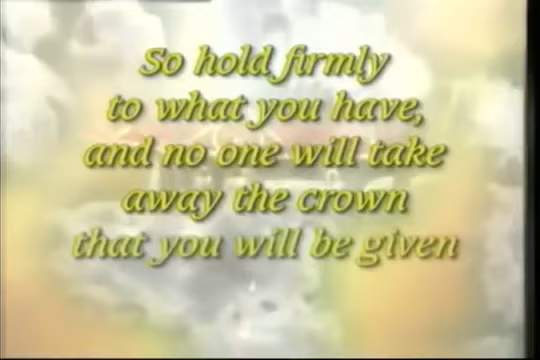 So hold firmly
to what you have,
and no one will take
away the crown
that you will be given